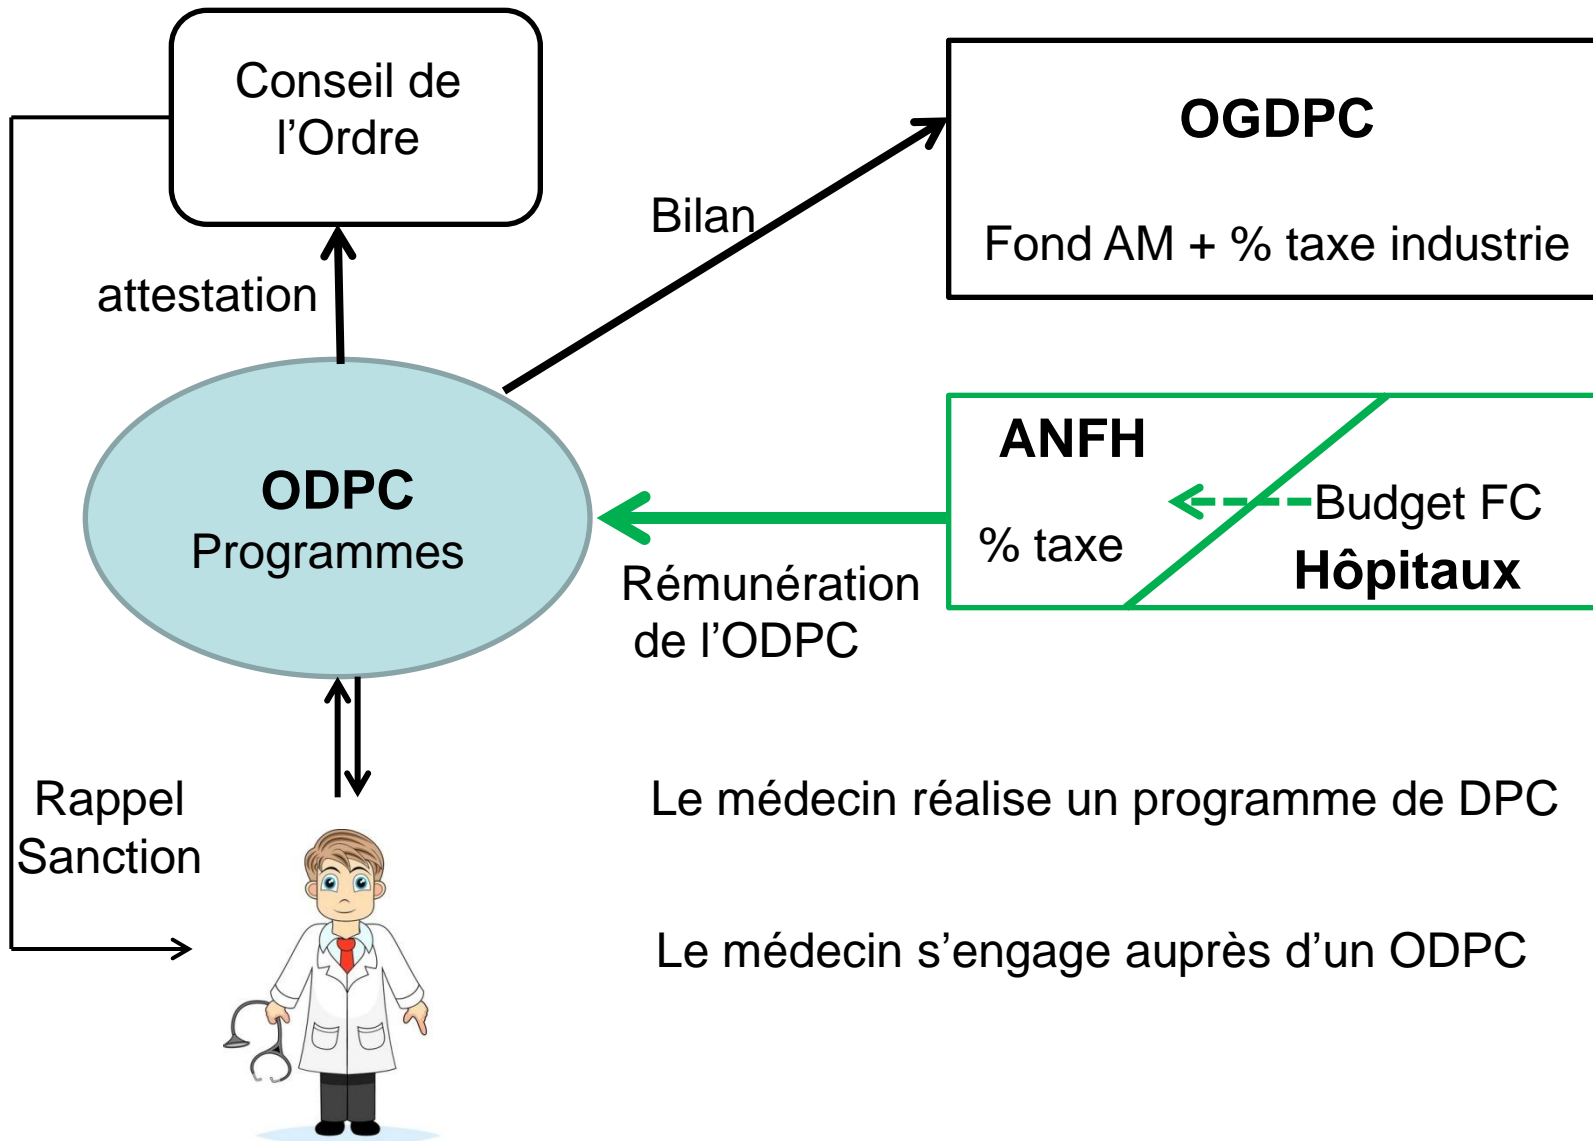 Conseil de
l’Ordre
OGDPC
Fond AM + % taxe industrie
Bilan
attestation
ODPC
Programmes
ANFH
% taxe
Budget FC
Hôpitaux
Rémunération
de l’ODPC
Rappel
Sanction
Le médecin réalise un programme de DPC
Le médecin s’engage auprès d’un ODPC